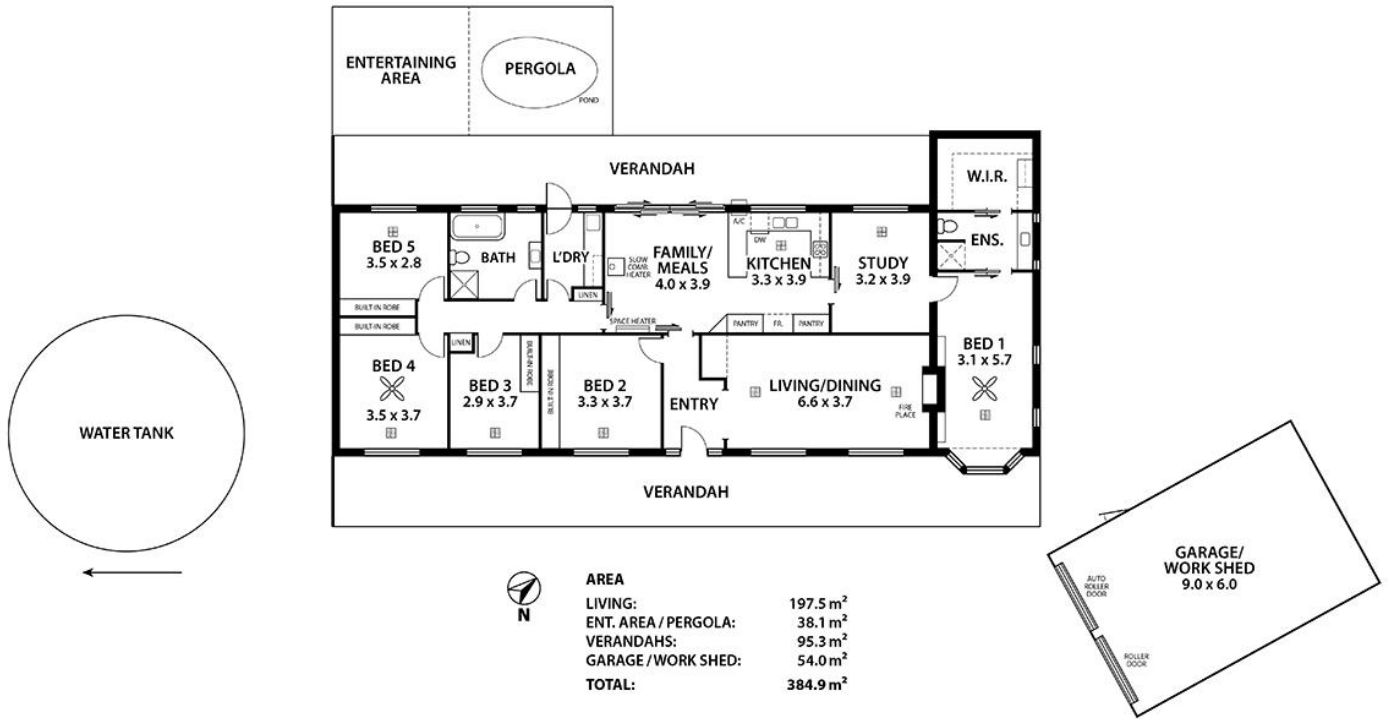 ENTERTAINING
AREA
PERGOLA
POND
VERANDAH
W.I.R.
BED 5
3.5 x 2.8
BUILT-IN ROBE
BATH
L'DRY
LINEN
SLOW
COMB.
HEATER
FAMILY/
MEALS
4.0 x 3.9
SPACE HEATER
A/C
DW
KITCHEN
3.3 x 3.9
PANTRY
FR.
PANTRY
STUDY
3.2 x 3.9
ENS.
BED 1
3.1 x 5.7
BUILT-IN ROBE
BED 4
3.5 x 3.7
LINEN
BED 3
2.9 x 3.7
BUILT-IN ROBE
BUILT-IN ROBE
BED 2
3.3 x 3.7
ENTRY
LIVING/DINING
6.6 x 3.7
FIRE
PLACE
WATER TANK
VERANDAH
GARAGE/
WORK SHED
9.0 x 6.0
AUTO
ROLLER
DOOR
ROLLER
DOOR
N
AREA
LIVING: 197.5 m²
ENT. AREA / PERGOLA: 38.1 m²
VERANDAHS: 95.3 m²
GARAGE / WORK SHED: 54.0 m²
TOTAL: 384.9 m²